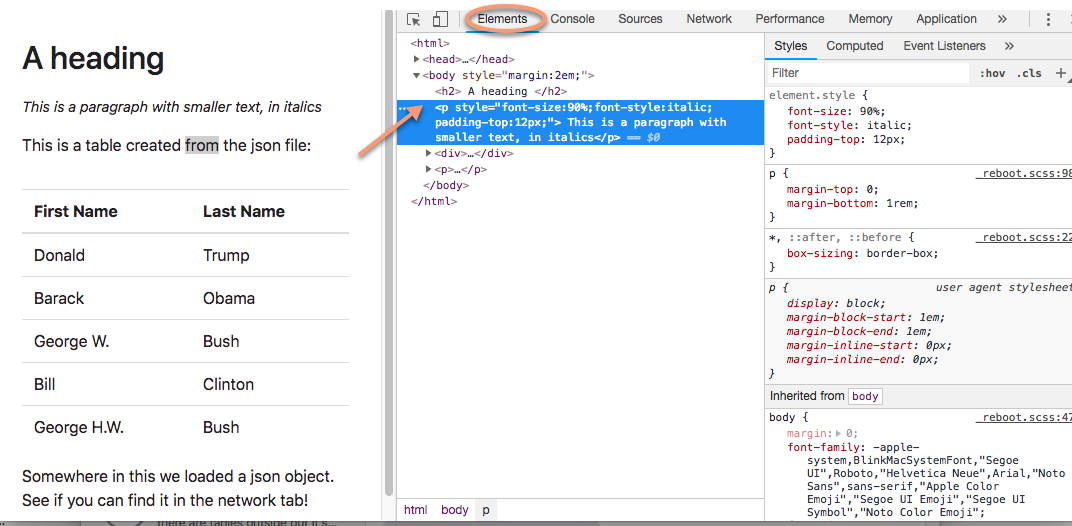 A heading
This is a paragraph with smaller text, in italics
This is a table created from the json file:
First Name Last Name
Donald Trump
Barack Obama
George W. Bush
Bill Clinton
George H.W. Bush
Somewhere in this we loaded a json object.
See if you can find it in the network tab!
Elements Console Sources Network Performance Memory Application »
<html>
▶<head>…</head>
▼<body style="margin:2em;">
<h2> A heading </h2>
…<p style="font-size:90%;font-style:italic;
padding-top:12px;"> This is a paragraph with
smaller text, in italics</p> == $0
▶<div>…</div>
▶<p>…</p>
</body>
</html>
html body p
Styles Computed Event Listeners »
Filter :hov .cls +
element.style {
font-size: 90%;
font-style: italic;
padding-top: 12px;
}
p { _reboot.scss:98
margin-top: 0;
margin-bottom: 1rem;
}
*, ::after, ::before { _reboot.scss:22
box-sizing: border-box;
}
p { user agent stylesheet
display: block;
margin-block-start: 1em;
margin-block-end: 1em;
margin-inline-start: 0px;
margin-inline-end: 0px;
}
Inherited from body
body { _reboot.scss:47
margin:▶ 0;
font-family: -apple-
system,BlinkMacSystemFont,"Segoe
UI",Roboto,"Helvetica Neue",Arial,"Noto
Sans",sans-serif,"Apple Color
Emoji","Segoe UI Emoji","Segoe UI
Symbol","Noto Color Emoji";